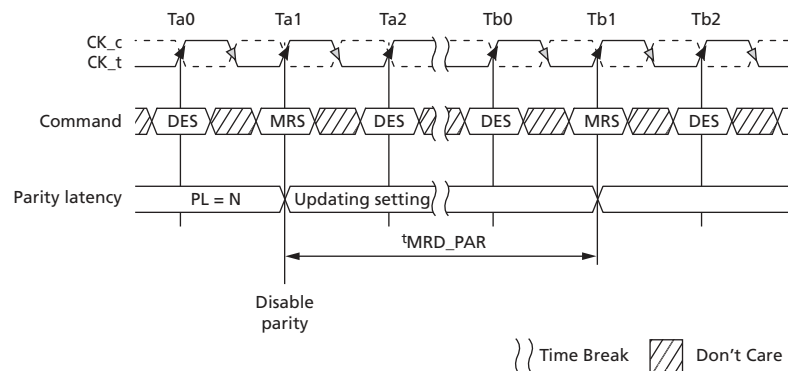 Ta0 Ta1 Ta2 Tb0 Tb1 Tb2
CK_c
CK_t
Command DES MRS DES DES MRS DES
Parity latency PL = N Updating setting
tMRD_PAR
Disable
parity
Time Break Don't Care